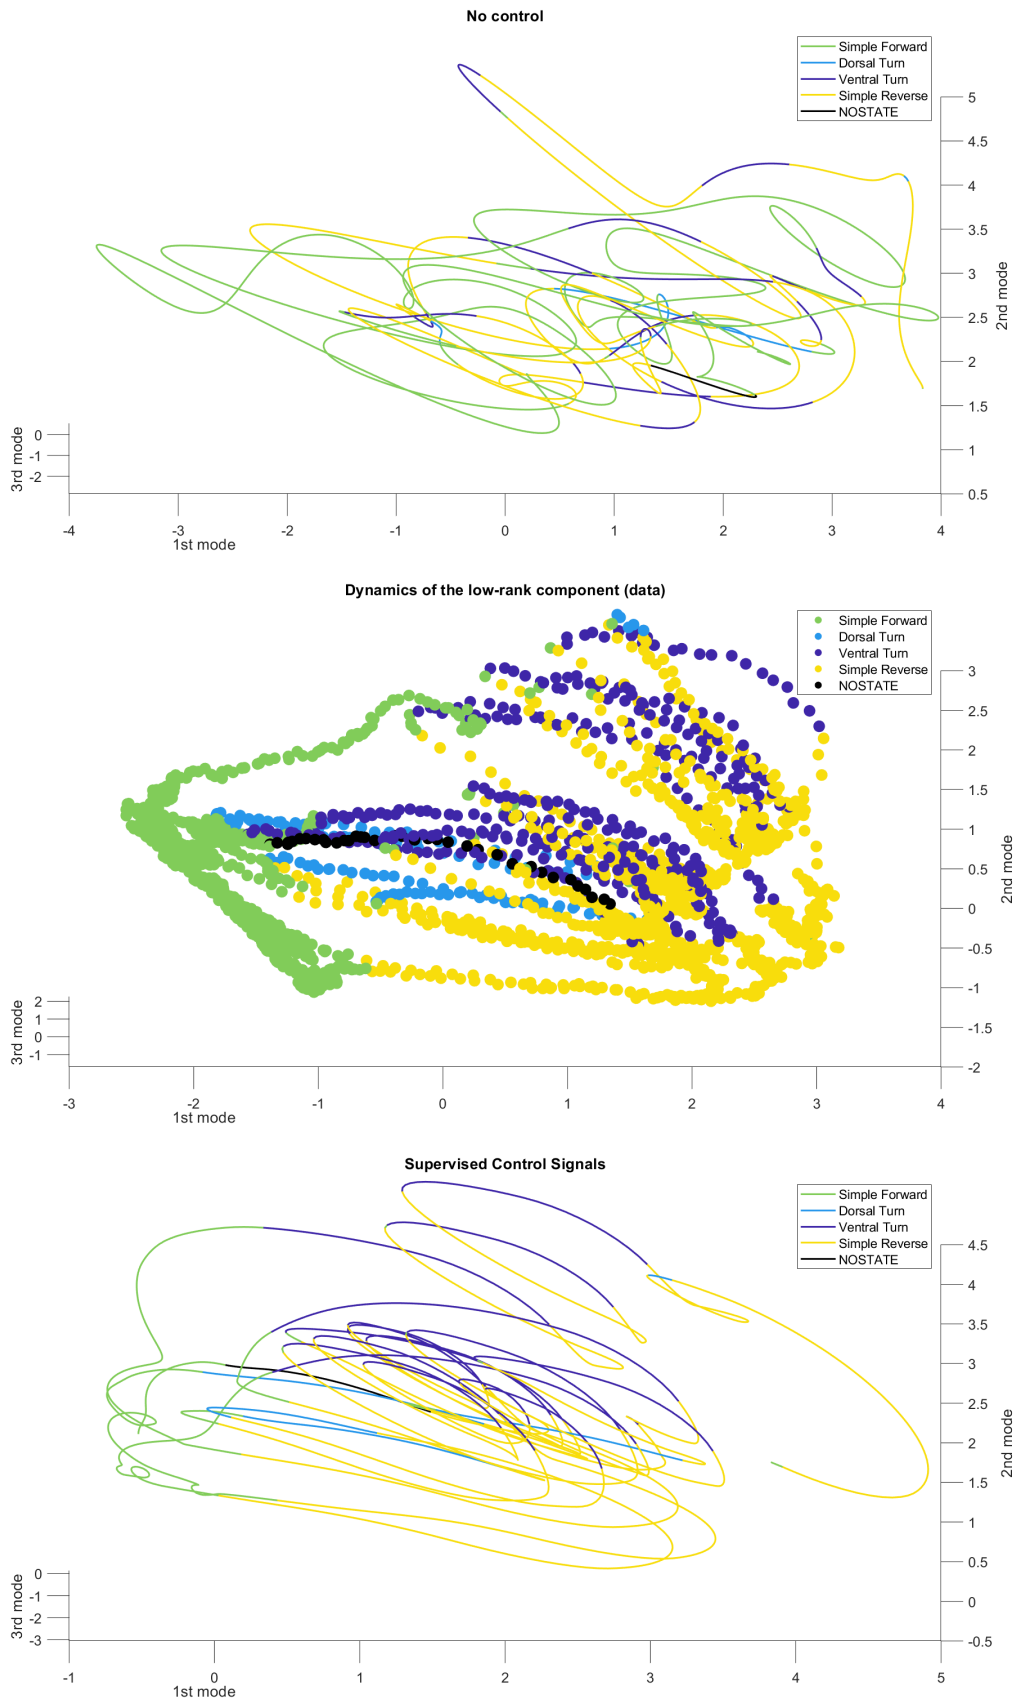 No control
Simple Forward
Dorsal Turn
Ventral Turn
Simple Reverse
NOSTATE
5
4.5
4
3.5
3
2.5
2
1.5
1
0.5
2nd mode
0
-1
-2
3rd mode
-4 -3 -2 -1 0 1 2 3 4
1st mode
Dynamics of the low-rank component (data)
Simple Forward
Dorsal Turn
Ventral Turn
Simple Reverse
NOSTATE
3
2.5
2
1.5
1
0.5
0
-0.5
-1
-1.5
-2
2nd mode
2
1
0
-1
3rd mode
-3 -2 -1 0 1 2 3 4
1st mode
Supervised Control Signals
Simple Forward
Dorsal Turn
Ventral Turn
Simple Reverse
NOSTATE
4.5
4
3.5
3
2.5
2
1.5
1
0.5
0
-0.5
2nd mode
0
-1
-2
-3
3rd mode
-1 0 1 2 3 4 5
1st mode